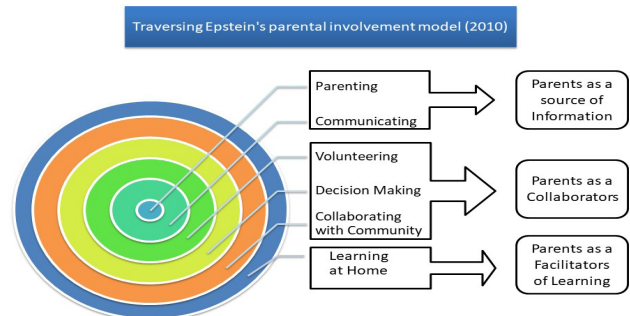 Traversing Epstein's parental involvement model (2010)
Parenting
Communicating
Parents as a
source of
Information
Volunteering
Decision Making
Collaborating
with Community
Parents as a
Collaborators
Learning
at Home
Parents as a
Facilitators
of Learning